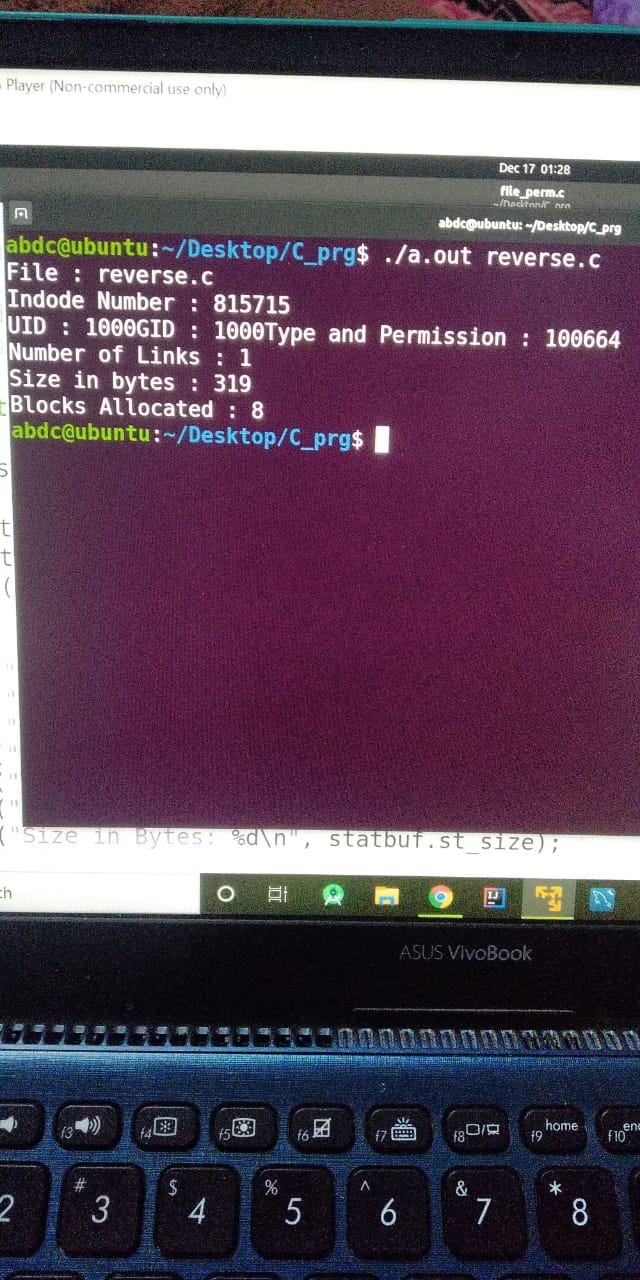 Player (Non-commercial use only)
Dec 17 01:28
file_perm.c
~/Desktop/C_prg
abdc@ubuntu: ~/Desktop/C_prg
abdc@ubuntu:~/Desktop/C_prg$ ./a.out reverse.c
File : reverse.c
Indode Number : 815715
UID : 1000GID : 1000Type and Permission : 100664
Number of Links : 1
Size in bytes : 319
Blocks Allocated : 8
abdc@ubuntu:~/Desktop/C_prg$
("Size in Bytes: %d\n", statbuf.st_size);
ch
ASUS VivoBook
f3 f4 f5 f6 f7 f8 f9 home f10 end
2 # 3 $ 4 % 5 ^ 6 & 7 * 8